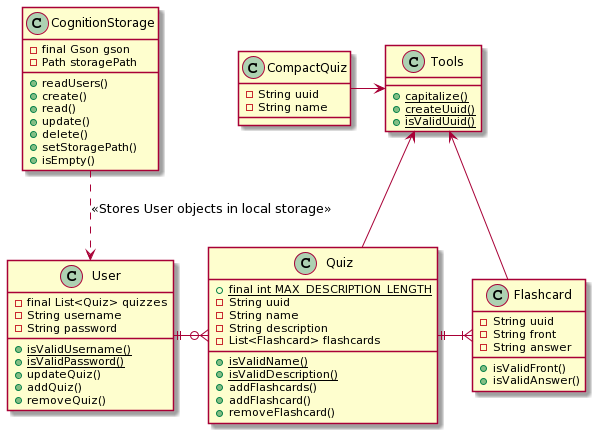 C CognitionStorage
final Gson gson
Path storagePath
readUsers()
create()
read()
update()
delete()
setStoragePath()
isEmpty()
C CompactQuiz
String uuid
String name
C Tools
capitalize()
createUuid()
isValidUuid()
«Stores User objects in local storage»
C User
final List<Quiz> quizzes
String username
String password
isValidUsername()
isValidPassword()
updateQuiz()
addQuiz()
removeQuiz()
C Quiz
final int MAX_DESCRIPTION_LENGTH
String uuid
String name
String description
List<Flashcard> flashcards
isValidName()
isValidDescription()
addFlashcards()
addFlashcard()
removeFlashcard()
C Flashcard
String uuid
String front
String answer
isValidFront()
isValidAnswer()